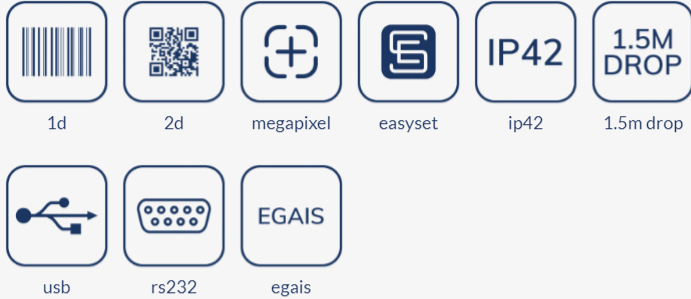 IP42
1.5M
DROP
1d
2d
megapixel
easyset
ip42
1.5m drop
EGAIS
usb
rs232
egais